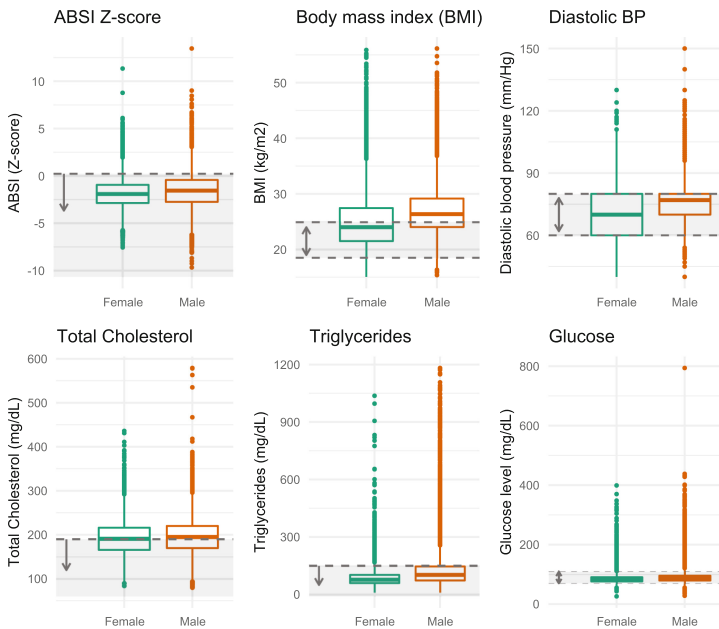 ABSI Z-score
Body mass index (BMI)
Diastolic BP
ABSI (Z-score)
10
5
0
-5
-10
Female Male
BMI (kg/m2)
50
40
30
20
Female Male
Diastolic blood pressure (mm/Hg)
150
120
90
60
Female Male
Total Cholesterol
Triglycerides
Glucose
Total Cholesterol (mg/dL)
600
500
400
300
200
100
Female Male
Triglycerides (mg/dL)
1200
900
600
300
0
Female Male
Glucose level (mg/dL)
800
600
400
200
0
Female Male